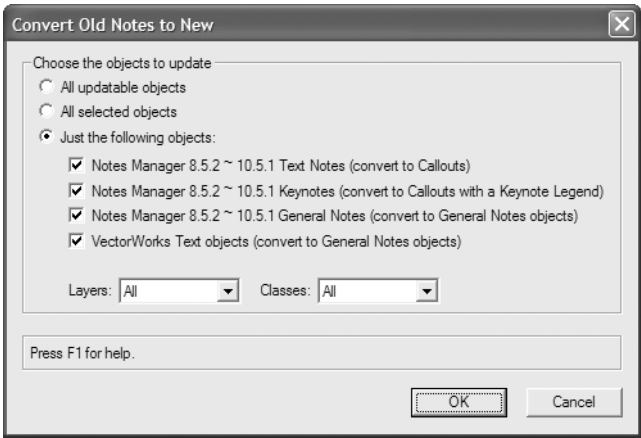 Convert Old Notes to New
Choose the objects to update
All updatable objects
All selected objects
Just the following objects:
Notes Manager 8.5.2 ~ 10.5.1 Text Notes (convert to Callouts)
Notes Manager 8.5.2 ~ 10.5.1 Keynotes (convert to Callouts with a Keynote Legend)
Notes Manager 8.5.2 ~ 10.5.1 General Notes (convert to General Notes objects)
VectorWorks Text objects (convert to General Notes objects)
Layers: All Classes: All
Press F1 for help.
OK Cancel